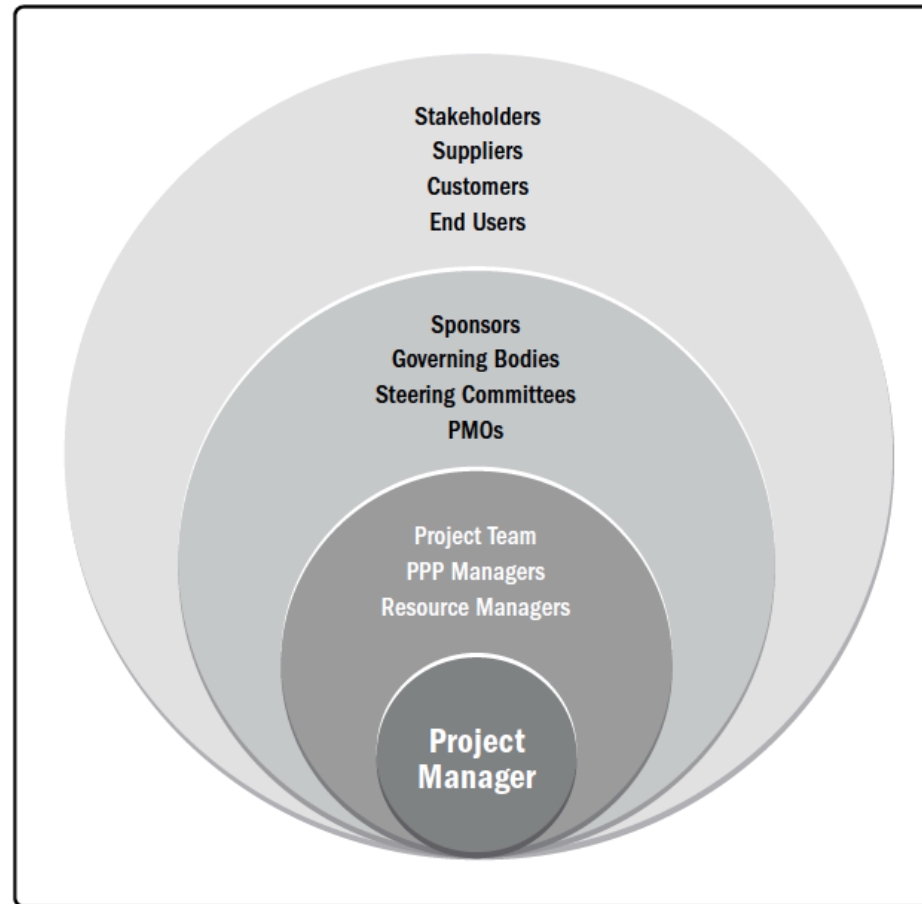 Stakeholders
Suppliers
Customers
End Users
Sponsors
Governing Bodies
Steering Committees
PMOs
Project Team
PPP Managers
Resource Managers
Project
Manager